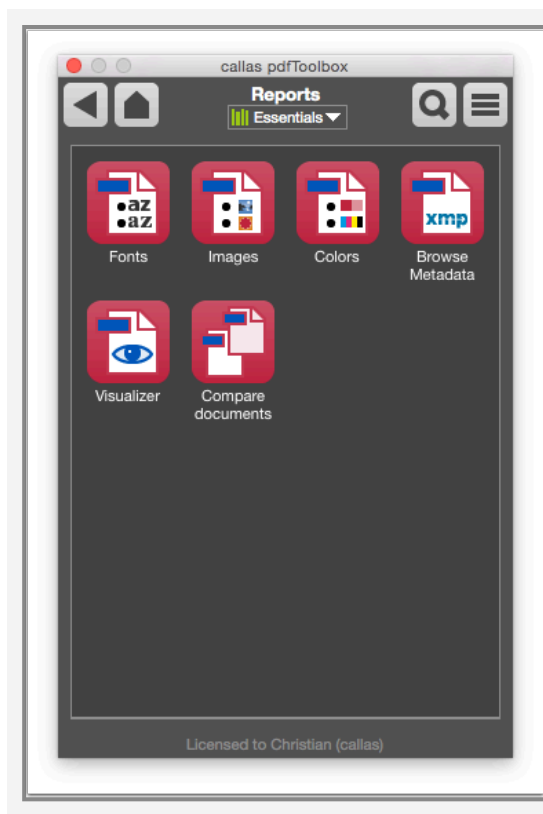 callas pdfToolbox
Reports
Essentials
az
az
xmp
Fonts
Images
Colors
Browse
Metadata
Visualizer
Compare
documents
Licensed to Christian (callas)